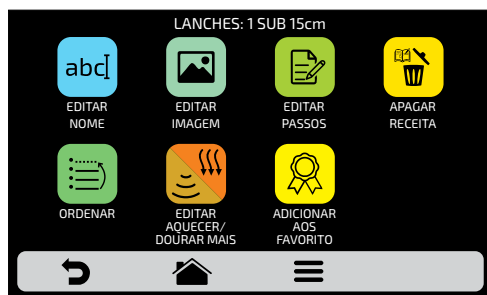 LANCHES: 1 SUB 15cm
abc
EDITAR
NOME
EDITAR
IMAGEM
EDITAR
PASSOS
APAGAR
RECEITA
ORDENAR
EDITAR
AQUECER/
DOURAR MAIS
ADICIONAR
AOS
FAVORITO